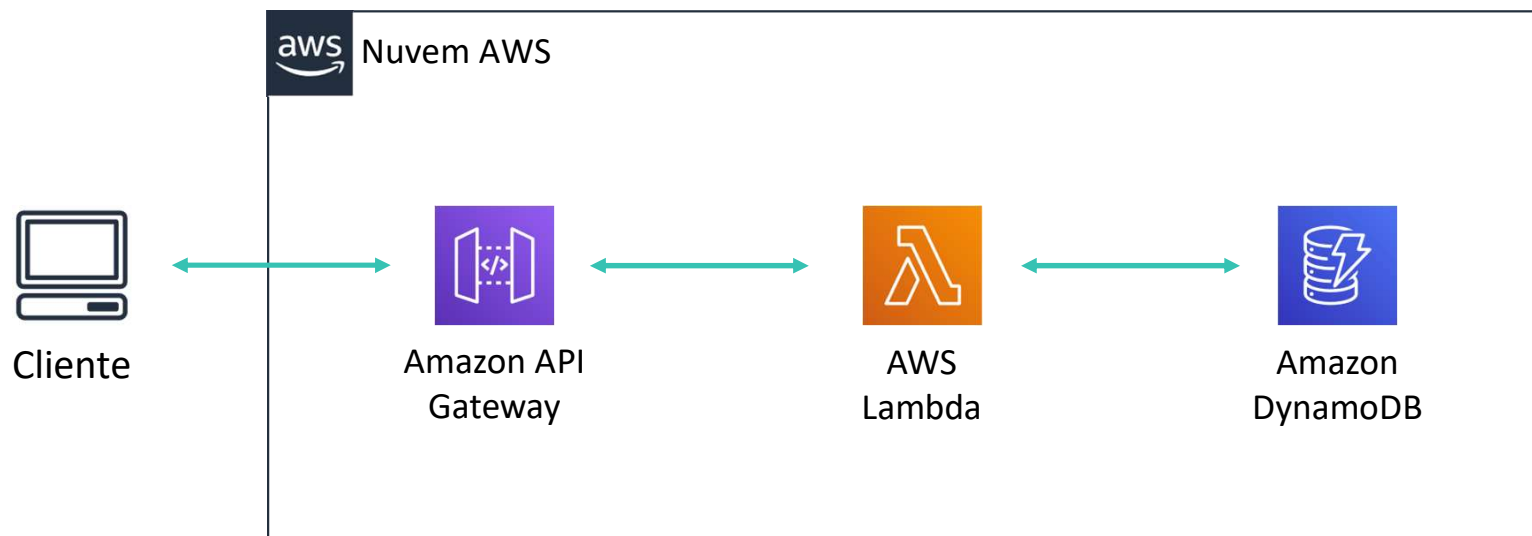 aws
Nuvem AWS
</>
Cliente
Amazon API
Gateway
AWS
Lambda
Amazon
DynamoDB